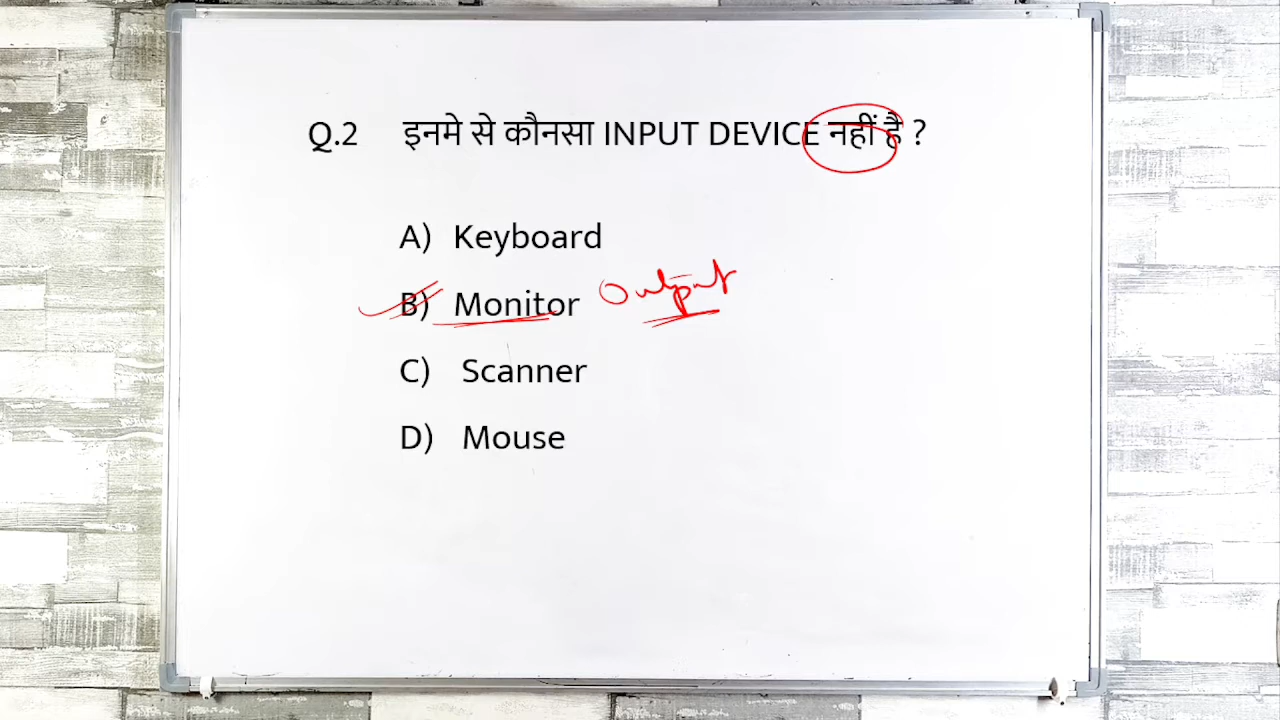 Q.2 इनमे से कौनसा INPUT DEVICE नहीं है ?
A) Keyboard
B) Monitor Output
C) Scanner
D) Mouse